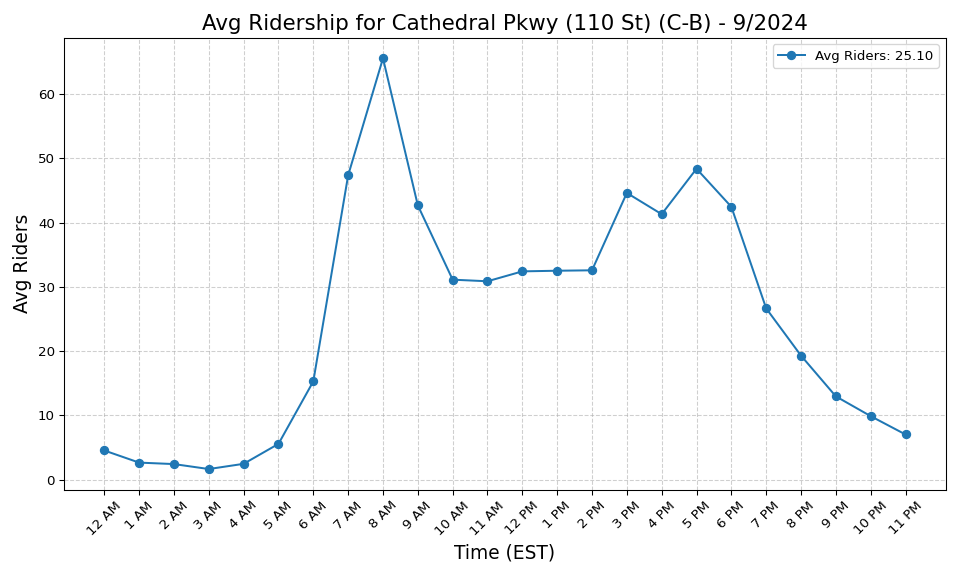 Avg Ridership for Cathedral Pkwy (110 St) (C-B) - 9/2024
Avg Riders: 25.10
Avg Riders
60
50
40
30
20
10
0
12 AM
1 AM
2 AM
3 AM
4 AM
5 AM
6 AM
7 AM
8 AM
9 AM
10 AM
11 AM
12 PM
1 PM
2 PM
3 PM
4 PM
5 PM
6 PM
7 PM
8 PM
9 PM
10 PM
11 PM
Time (EST)